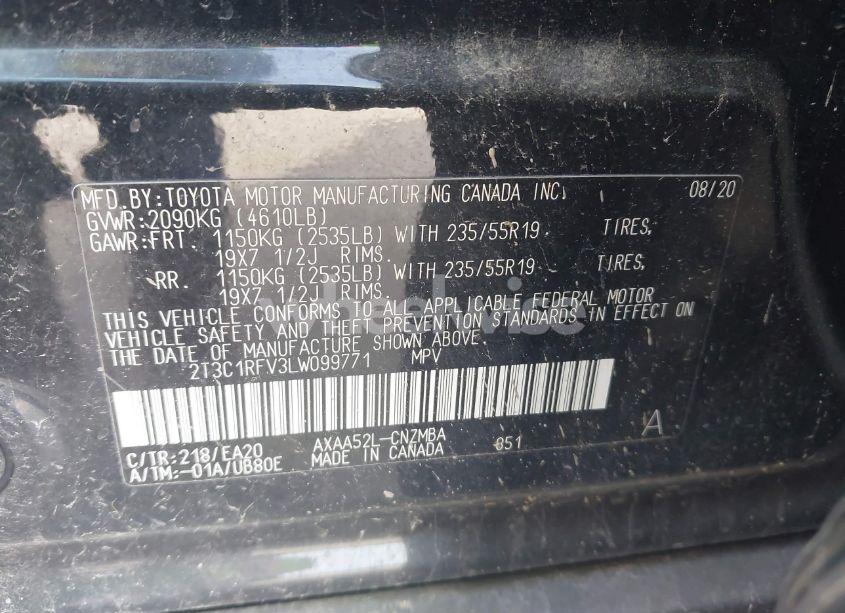 MFD.BY:TOYOTA MOTOR MANUFACTURING CANADA INC. 08/20
GVWR:2090KG (4610LB)
GAWR:FRT. 1150KG (2535LB) WITH 235/55R19 TIRES,
19X7 1/2J RIMS.
RR. 1150KG (2535LB) WITH 235/55R19 TIRES,
19X7 1/2J RIMS.
THIS VEHICLE CONFORMS TO ALL APPLICABLE FEDERAL MOTOR
VEHICLE SAFETY AND THEFT PREVENTION STANDARDS IN EFFECT ON
THE DATE OF MANUFACTURE SHOWN ABOVE.
2T3C1RFV3LW099771 MPV
C/TR:218/EA20 AXAA52L-CNZMBA 851 A
A/TM:-01A/UB80E MADE IN CANADA
wheelwise